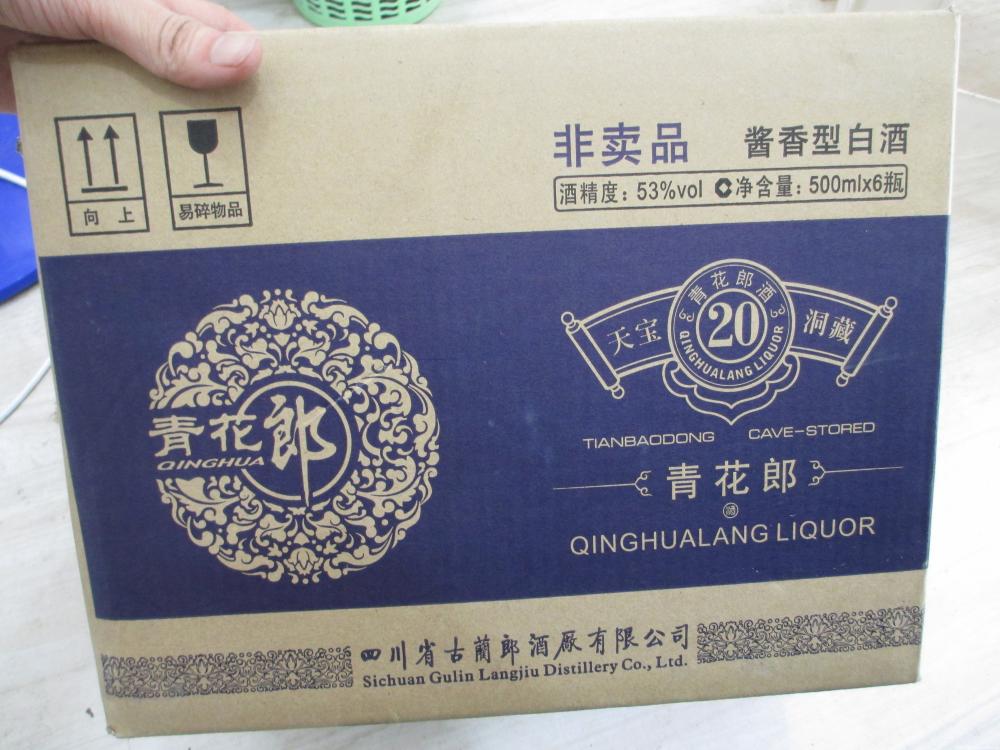 向 上
易碎物品
非卖品 酱香型白酒
酒精度：53%vol 净含量：500mlx6瓶
青花郎
QINGHUA
青花郎酒
天宝 20 洞藏
QINGHUALANG LIQUOR
TIANBAODONG CAVE-STORED
青花郎
酒
QINGHUALANG LIQUOR
四川省古蔺郎酒厰有限公司
Sichuan Gulin Langjiu Distillery Co., Ltd.